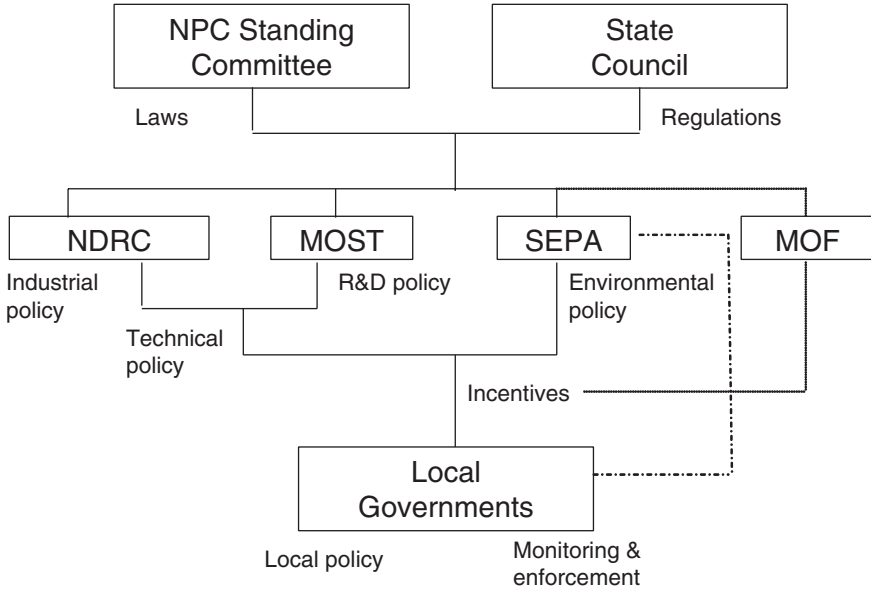 NPC Standing
Committee
State
Council
Laws
Regulations
NDRC
MOST
SEPA
MOF
Industrial
policy
R&D policy
Environmental
policy
Technical
policy
Incentives
Local
Governments
Local policy
Monitoring &
enforcement